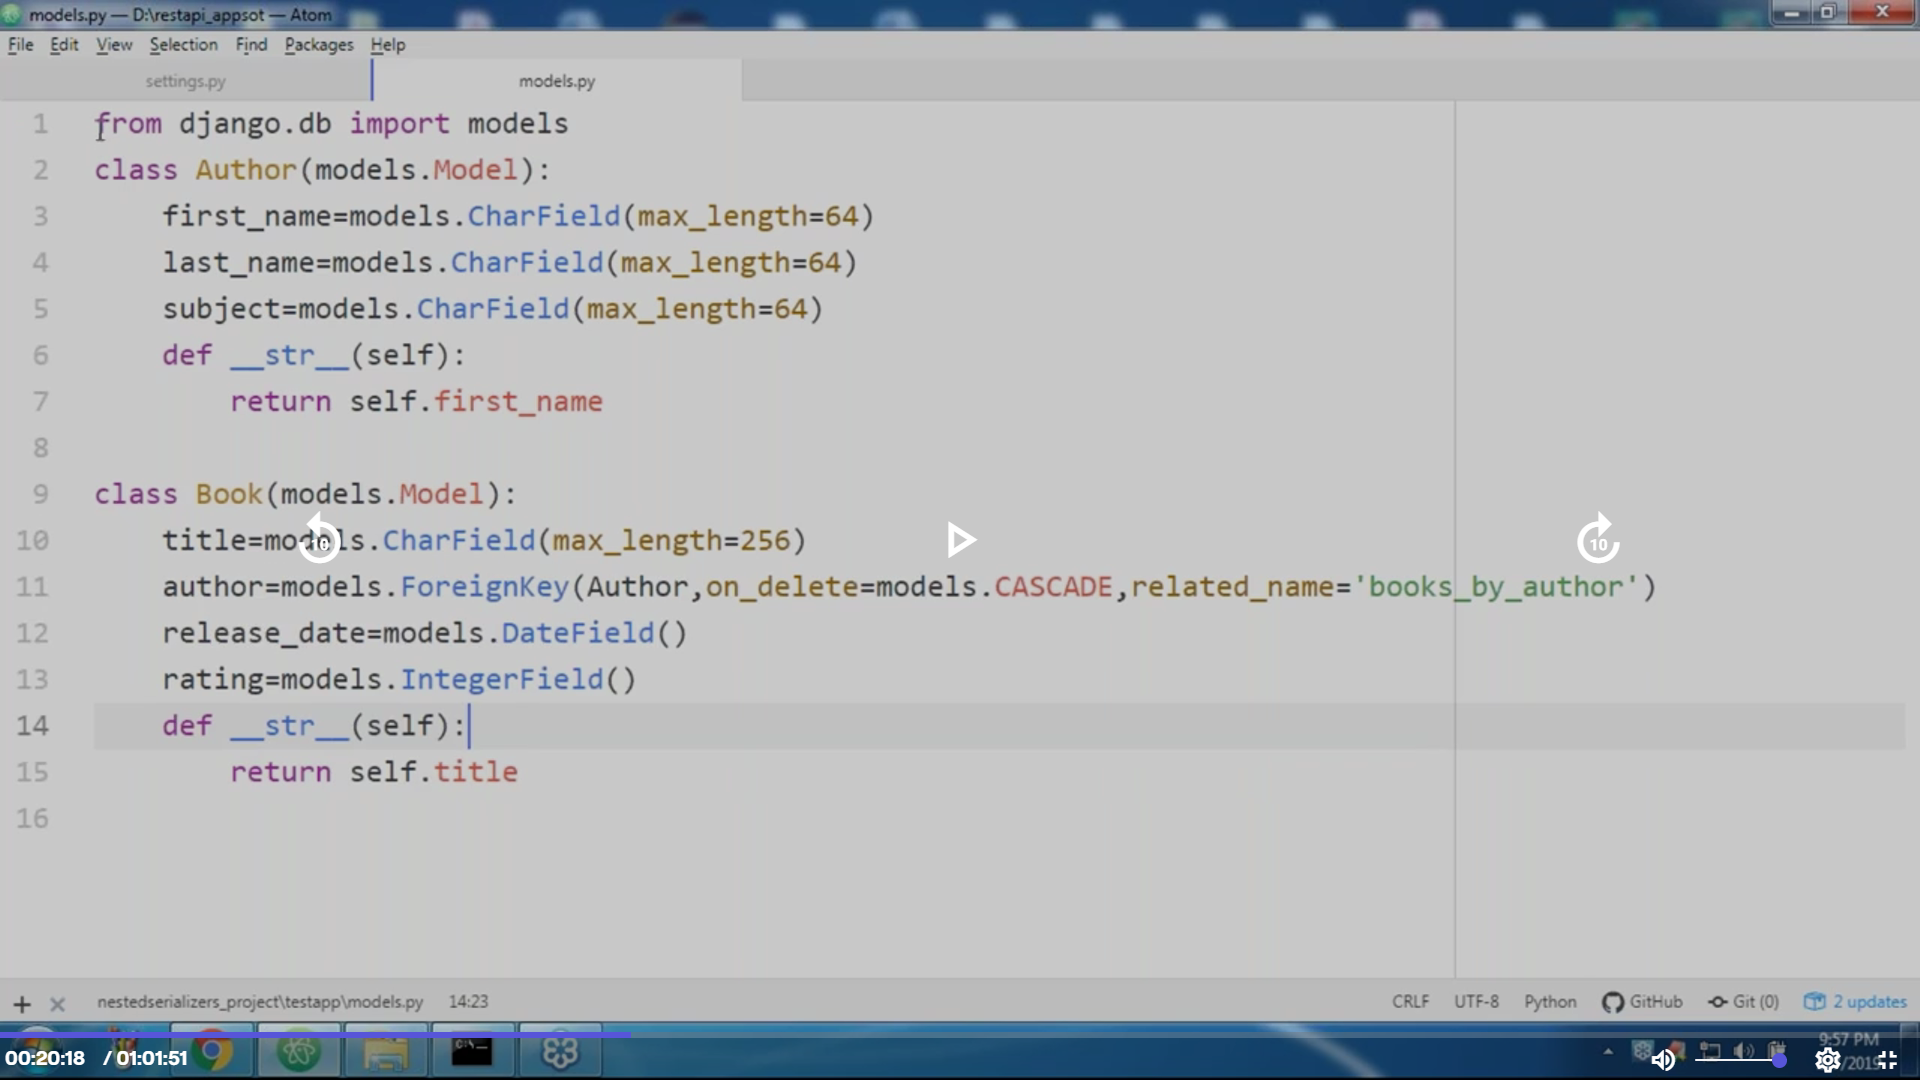 models.py — D:\restapi_appsot — Atom
File Edit View Selection Find Packages Help
settings.py models.py
1 from django.db import models
2 class Author(models.Model):
3 first_name=models.CharField(max_length=64)
4 last_name=models.CharField(max_length=64)
5 subject=models.CharField(max_length=64)
6 def __str__(self):
7 return self.first_name
8
9 class Book(models.Model):
10 title=models.CharField(max_length=256)
11 author=models.ForeignKey(Author,on_delete=models.CASCADE,related_name='books_by_author')
12 release_date=models.DateField()
13 rating=models.IntegerField()
14 def __str__(self):
15 return self.title
16
10 10
nestedserializers_project\testapp\models.py 14:23 CRLF UTF-8 Python GitHub Git (0) 2 updates
00:20:18 / 01:01:51 9:57 PM